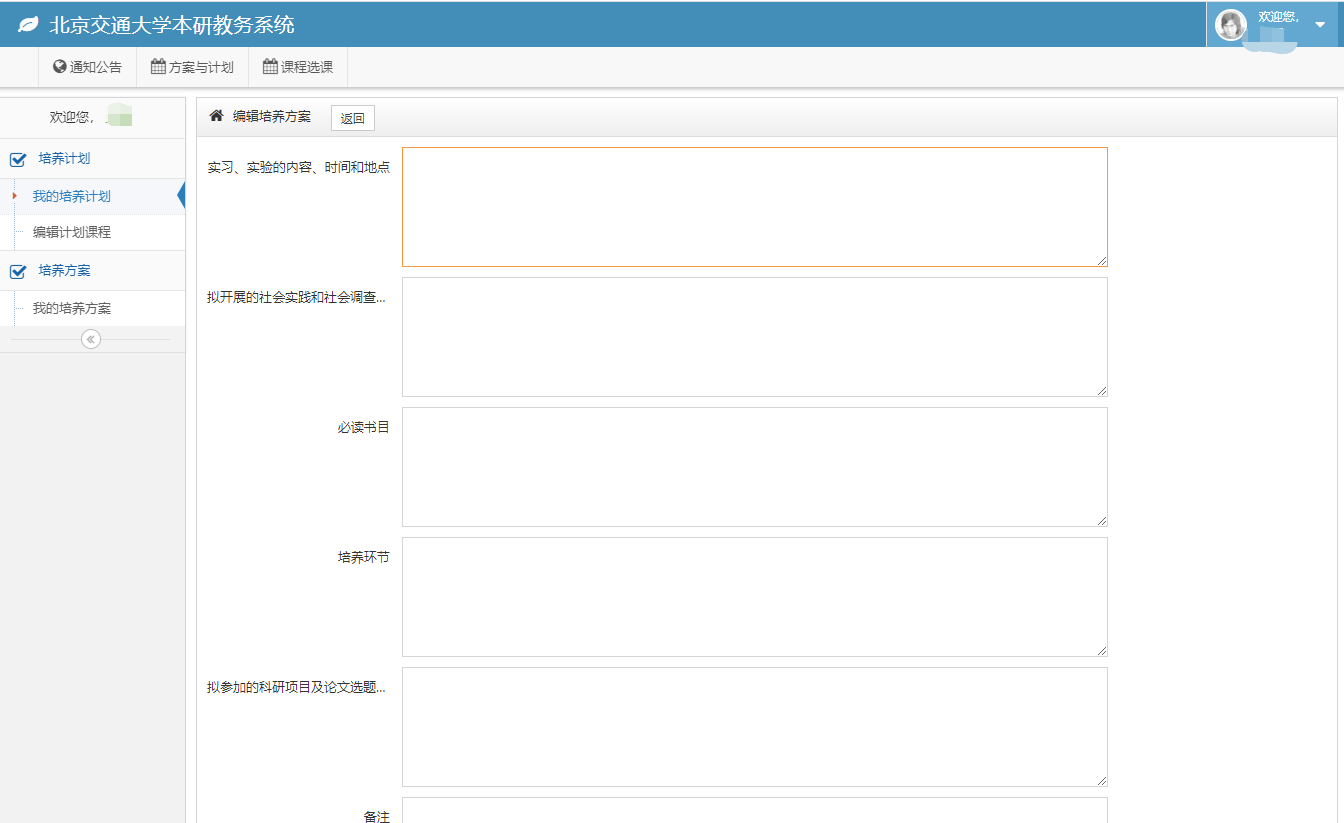 北京交通大学本研教务系统
欢迎您,
通知公告
方案与计划
课程选课
欢迎您,
培养计划
我的培养计划
编辑计划课程
培养方案
我的培养方案
编辑培养方案
返回
实习、实验的内容、时间和地点
拟开展的社会实践和社会调查...
必读书目
培养环节
拟参加的科研项目及论文选题...
备注